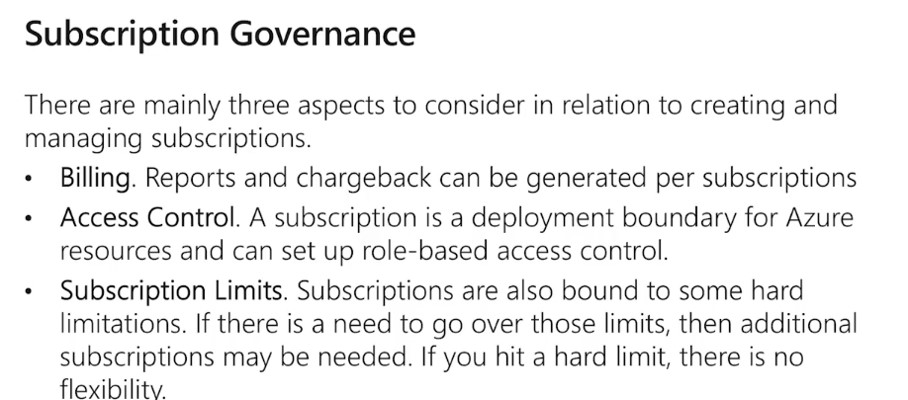 Subscription Governance
There are mainly three aspects to consider in relation to creating and
managing subscriptions.
• Billing. Reports and chargeback can be generated per subscriptions
• Access Control. A subscription is a deployment boundary for Azure
resources and can set up role-based access control.
• Subscription Limits. Subscriptions are also bound to some hard
limitations. If there is a need to go over those limits, then additional
subscriptions may be needed. If you hit a hard limit, there is no
flexibility.